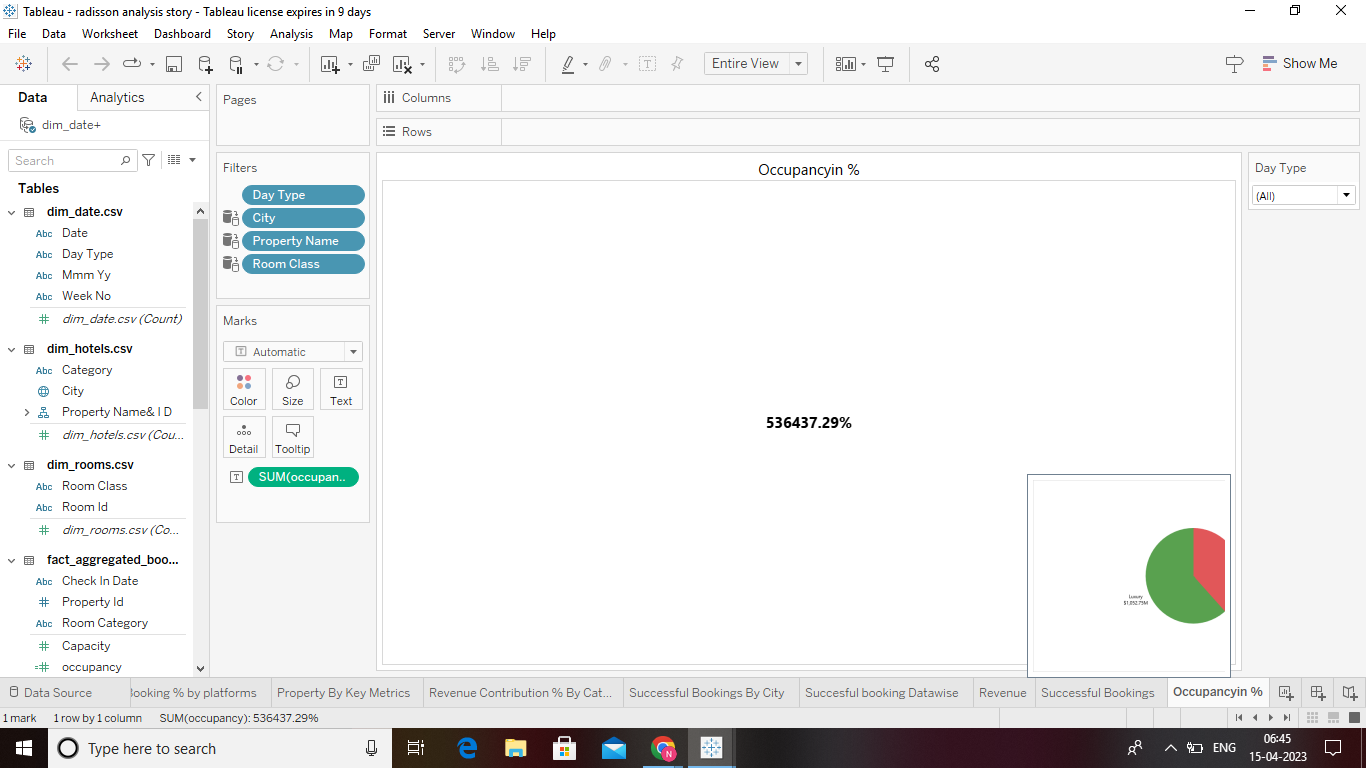 Tableau - radisson analysis story - Tableau license expires in 9 days
File Data Worksheet Dashboard Story Analysis Map Format Server Window Help
Entire View
Show Me
Data Analytics
dim_date+
Search
Tables
dim_date.csv
Abc Date
Abc Day Type
Abc Mmm Yy
Abc Week No
dim_date.csv (Count)
dim_hotels.csv
Abc Category
City
Property Name& I D
dim_hotels.csv (Cou...
dim_rooms.csv
Abc Room Class
Abc Room Id
dim_rooms.csv (Co...
fact_aggregated_boo...
Abc Check In Date
Property Id
Abc Room Category
Capacity
occupancy
Pages
Filters
Day Type
City
Property Name
Room Class
Marks
Automatic
Color Size Text
Detail Tooltip
SUM(occupan..
Columns
Rows
Occupancyin %
536437.29%
Luxury
$1,052.75M
Day Type
(All)
Data Source
Booking % by platforms
Property By Key Metrics
Revenue Contribution % By Cat...
Successful Bookings By City
Succesful booking Datawise
Revenue
Successful Bookings
Occupancyin %
1 mark 1 row by 1 column SUM(occupancy): 536437.29%
Type here to search
N
ENG
06:45
15-04-2023